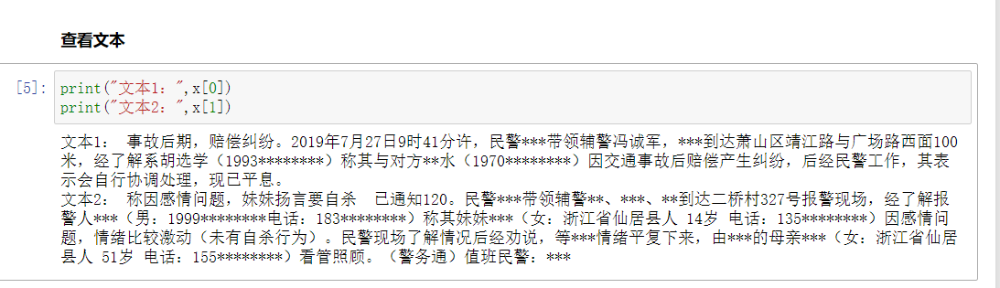 查看文本
[5]: print("文本1: ",x[0])
print("文本2: ",x[1])
文本1: 事故后期，赔偿纠纷。2019年7月27日9时41分许，民警***带领辅警冯诚军，***到达萧山区靖江路与广场路西面100
米，经了解系胡选学（1993********）称其与对方**水（1970********）因交通事故后赔偿产生纠纷，后经民警工作，其表
示会自行协调处理，现已平息。
文本2: 称因感情问题，妹妹扬言要自杀  已通知120。民警***带领辅警**、***、**到达二桥村327号报警现场，经了解报
警人***（男：1999********电话：183********）称其妹妹***（女：浙江省仙居县人 14岁 电话：135********）因感情问
题，情绪比较激动（未有自杀行为）。民警现场了解情况后经劝说，等***情绪平复下来，由***的母亲***（女：浙江省仙居
县人 51岁 电话：155********）看管照顾。（警务通）值班民警：***